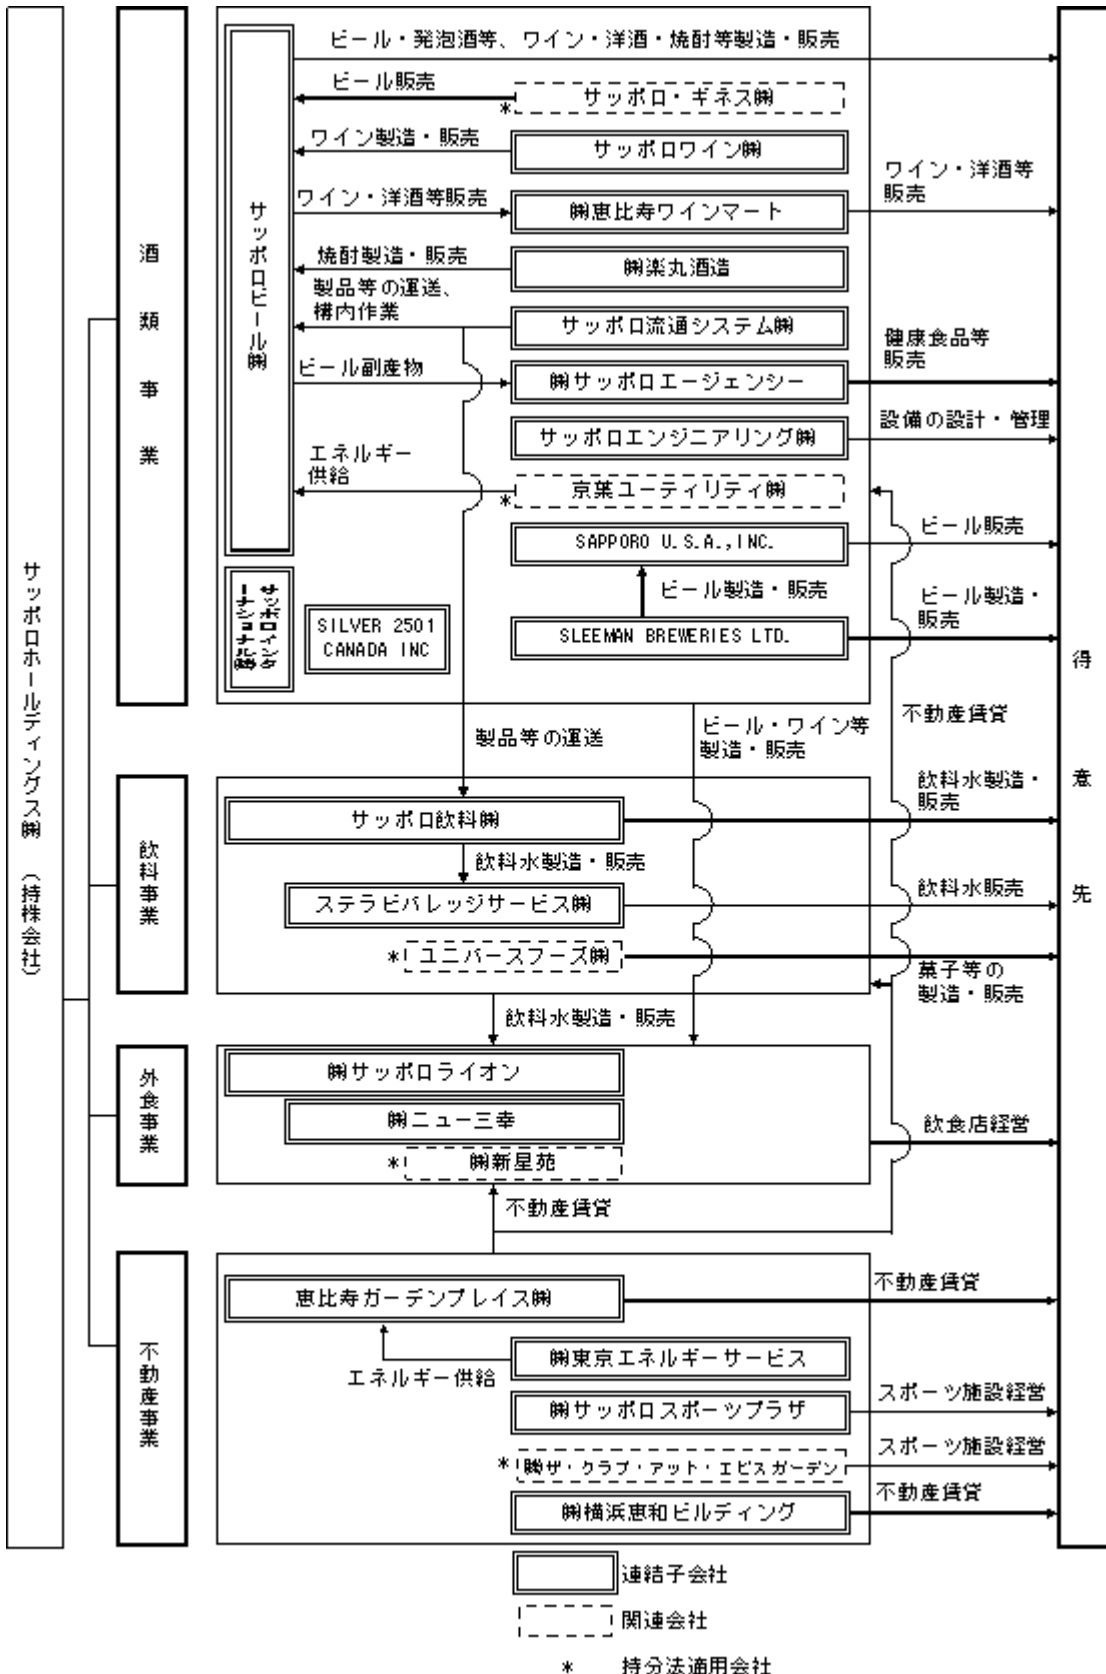 サッポロホールディングス㈱ (持株会社)
酒類事業
サッポロビール㈱
ビール・発泡酒等、ワイン・洋酒・焼酎等製造・販売
ビール販売
*
サッポロ・ギネス㈱
ワイン製造・販売
サッポロワイン㈱
ワイン・洋酒等販売
㈱恵比寿ワインマート
ワイン・洋酒等
販売
焼酎製造・販売
㈱楽丸酒造
製品等の運送、
構内作業
サッポロ流通システム㈱
ビール副産物
㈱サッポロエージェンシー
健康食品等
販売
サッポロエンジニアリング㈱
設備の設計・管理
エネルギー
供給
*
京葉ユーティリティ㈱
SAPPORO U.S.A.,INC.
ビール販売
ビール製造・販売
SILVER 2501
CANADA INC
SLEEMAN BREWERIES LTD.
ビール製造・
販売
不動産賃貸
製品等の運送
ビール・ワイン等
製造・販売
飲料事業
サッポロ飲料㈱
飲料水製造・
販売
飲料水製造・販売
ステラビバレッジサービス㈱
飲料水販売
*
ユニバースフーズ㈱
菓子等の
製造・販売
飲料水製造・販売
外食事業
㈱サッポロライオン
㈱ニュー三幸
*
㈱新星苑
飲食店経営
不動産賃貸
不動産事業
恵比寿ガーデンプレイス㈱
不動産賃貸
エネルギー供給
㈱東京エネルギーサービス
㈱サッポロスポーツプラザ
スポーツ施設経営
*
㈱ザ・クラブ・アット・エビスガーデン
スポーツ施設経営
㈱横浜恵和ビルディング
不動産賃貸
得意先
連結子会社
関連会社
* 持分法適用会社